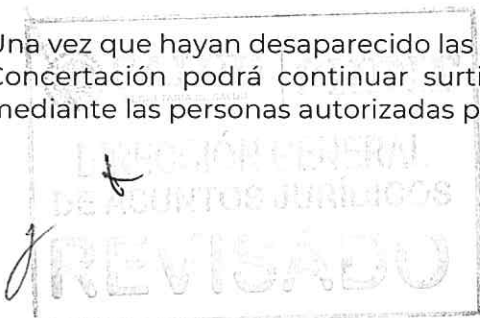 Una vez que hayan desaparecido las
Concertación podrá continuar surti
mediante las personas autorizadas p
DIRECCIÓN GENERAL
DE ASUNTOS JURÍDICOS
REVISADO